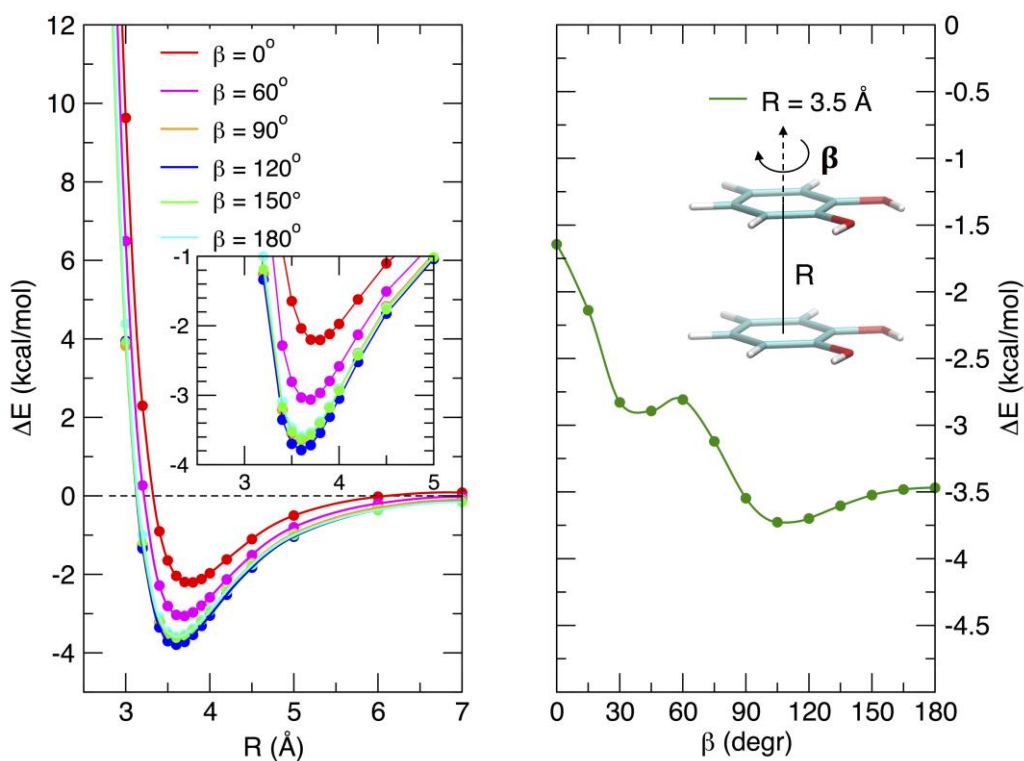 12
10
8
6
4
2
0
-2
-4
ΔE (kcal/mol)
β = 0°
β = 60°
β = 90°
β = 120°
β = 150°
β = 180°
-1
-2
-3
-4
3
4
5
3
4
5
6
7
R (Å)
R = 3.5 Å
β
R
0
-0.5
-1
-1.5
-2
-2.5
-3
-3.5
-4
-4.5
ΔE (kcal/mol)
0
30
60
90
120
150
180
β (degr)